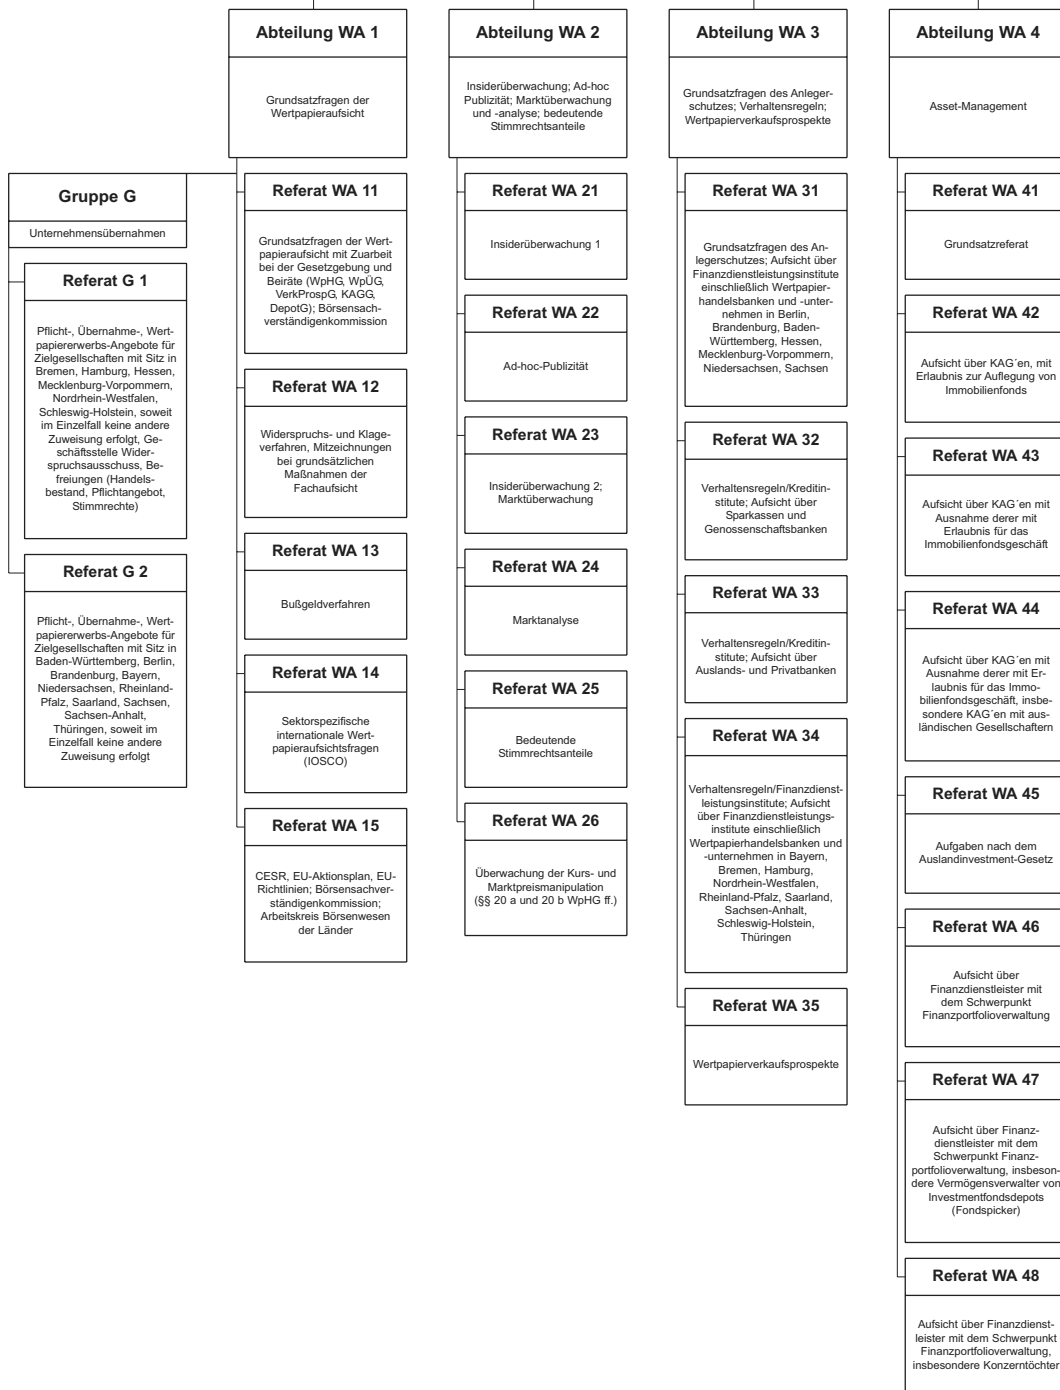 Abteilung WA 1
Grundsatzfragen der
Wertpapieraufsicht
Gruppe G
Unternehmensübernahmen
Referat G 1
Pflicht-, Übernahme-, Wert-
papiererwerbs-Angebote für
Zielgesellschaften mit Sitz in
Bremen, Hamburg, Hessen,
Mecklenburg-Vorpommern,
Nordrhein-Westfalen,
Schleswig-Holstein, soweit
im Einzelfall keine andere
Zuweisung erfolgt, Ge-
schäftsstelle Wider-
spruchsausschuss, Be-
freiungen (Handels-
bestand, Pflichtangebot,
Stimmrechte)
Referat G 2
Pflicht-, Übernahme-, Wert-
papiererwerbs-Angebote für
Zielgesellschaften mit Sitz in
Baden-Württemberg, Berlin,
Brandenburg, Bayern,
Niedersachsen, Rheinland-
Pfalz, Saarland, Sachsen,
Sachsen-Anhalt,
Thüringen, soweit im
Einzelfall keine andere
Zuweisung erfolgt
Referat WA 11
Grundsatzfragen der Wert-
papieraufsicht mit Zuarbeit
bei der Gesetzgebung und
Beiräte (WpHG, WpÜG,
VerkProspG, KAGG,
DepotG); Börsensach-
verständigenkommission
Referat WA 12
Widerspruchs- und Klage-
verfahren, Mitzeichnungen
bei grundsätzlichen
Maßnahmen der
Fachaufsicht
Referat WA 13
Bußgeldverfahren
Referat WA 14
Sektorspezifische
internationale Wert-
papieraufsichtsfragen
(IOSCO)
Referat WA 15
CESR, EU-Aktionsplan, EU-
Richtlinien; Börsensachver-
ständigenkommission;
Arbeitskreis Börsenwesen
der Länder
Abteilung WA 2
Insiderüberwachung; Ad-hoc
Publizität; Marktüberwachung
und -analyse; bedeutende
Stimmrechtsanteile
Referat WA 21
Insiderüberwachung 1
Referat WA 22
Ad-hoc-Publizität
Referat WA 23
Insiderüberwachung 2;
Marktüberwachung
Referat WA 24
Marktanalyse
Referat WA 25
Bedeutende
Stimmrechtsanteile
Referat WA 26
Überwachung der Kurs- und
Marktpreismanipulation
(§§ 20 a und 20 b WpHG ff.)
Abteilung WA 3
Grundsatzfragen des Anleger-
schutzes; Verhaltensregeln;
Wertpapierverkaufsprospekte
Referat WA 31
Grundsatzfragen des An-
legerschutzes; Aufsicht über
Finanzdienstleistungsinstitute
einschließlich Wertpapier-
handelsbanken und -unter-
nehmen in Berlin,
Brandenburg, Baden-
Württemberg, Hessen,
Mecklenburg-Vorpommern,
Niedersachsen, Sachsen
Referat WA 32
Verhaltensregeln/Kreditin-
stitute; Aufsicht über
Sparkassen und
Genossenschaftsbanken
Referat WA 33
Verhaltensregeln/Kreditin-
stitute; Aufsicht über
Auslands- und Privatbanken
Referat WA 34
Verhaltensregeln/Finanzdienst-
leistungsinstitute; Aufsicht
über Finanzdienstleistungs-
institute einschließlich
Wertpapierhandelsbanken und
-unternehmen in Bayern,
Bremen, Hamburg,
Nordrhein-Westfalen,
Rheinland-Pfalz, Saarland,
Sachsen-Anhalt,
Schleswig-Holstein,
Thüringen
Referat WA 35
Wertpapierverkaufsprospekte
Abteilung WA 4
Asset-Management
Referat WA 41
Grundsatzreferat
Referat WA 42
Aufsicht über KAG´en, mit
Erlaubnis zur Auflegung von
Immobilienfonds
Referat WA 43
Aufsicht über KAG´en mit
Ausnahme derer mit
Erlaubnis für das
Immobilienfondsgeschäft
Referat WA 44
Aufsicht über KAG´en mit
Ausnahme derer mit Er-
laubnis für das Immo-
bilienfondsgeschäft, insbe-
sondere KAG´en mit aus-
ländischen Gesellschaftern
Referat WA 45
Aufgaben nach dem
Auslandinvestment-Gesetz
Referat WA 46
Aufsicht über
Finanzdienstleister mit
dem Schwerpunkt
Finanzportfolioverwaltung
Referat WA 47
Aufsicht über Finanz-
dienstleister mit dem
Schwerpunkt Finanz-
portfolioverwaltung, insbeson-
dere Vermögensverwalter von
Investmentfondsdepots
(Fondspicker)
Referat WA 48
Aufsicht über Finanzdienst-
leister mit dem Schwerpunkt
Finanzportfolioverwaltung,
insbesondere Konzerntöchter